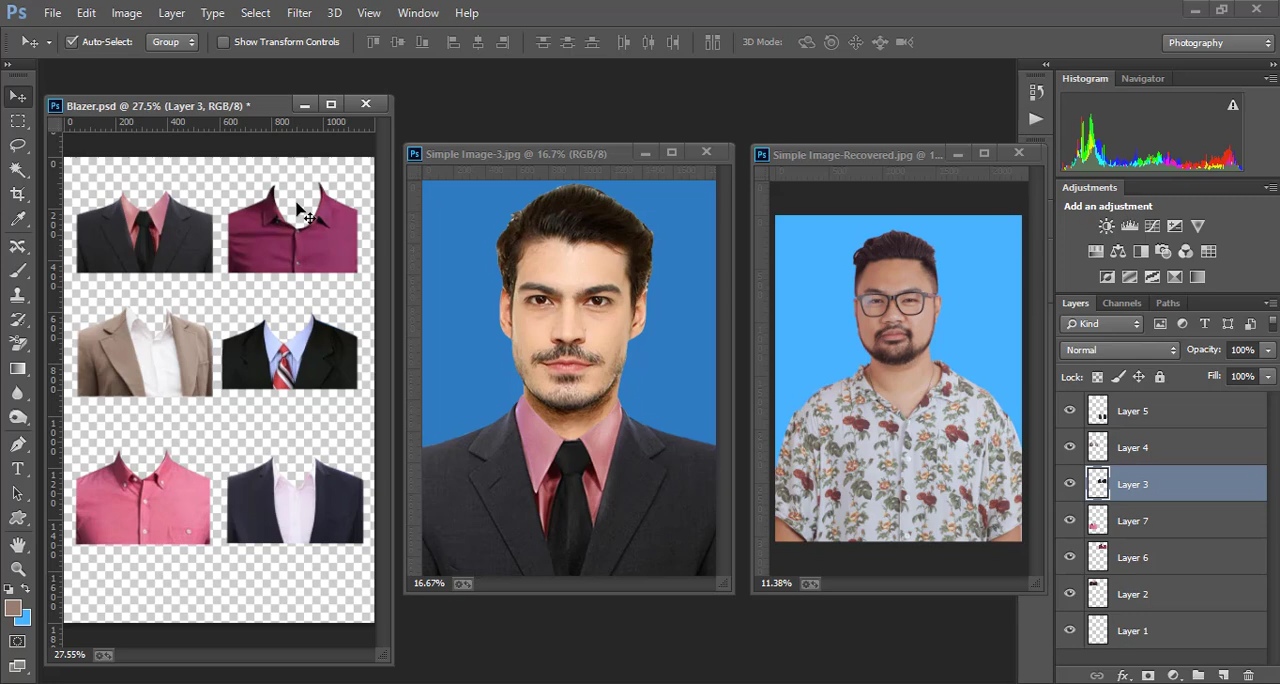 Ps File Edit Image Layer Type Select Filter 3D View Window Help
Auto-Select: Group Show Transform Controls 3D Mode: Photography
Blazer.psd @ 27.5% (Layer 3, RGB/8) *
0 200 400 600 800 1000
27.55%
Simple Image-3.jpg @ 16.7% (RGB/8)
16.67%
Simple Image-Recovered.jpg @ 1...
11.38%
Histogram Navigator
Adjustments
Add an adjustment
Layers Channels Paths
Kind
Normal Opacity: 100%
Lock: Fill: 100%
Layer 5
Layer 4
Layer 3
Layer 7
Layer 6
Layer 2
Layer 1